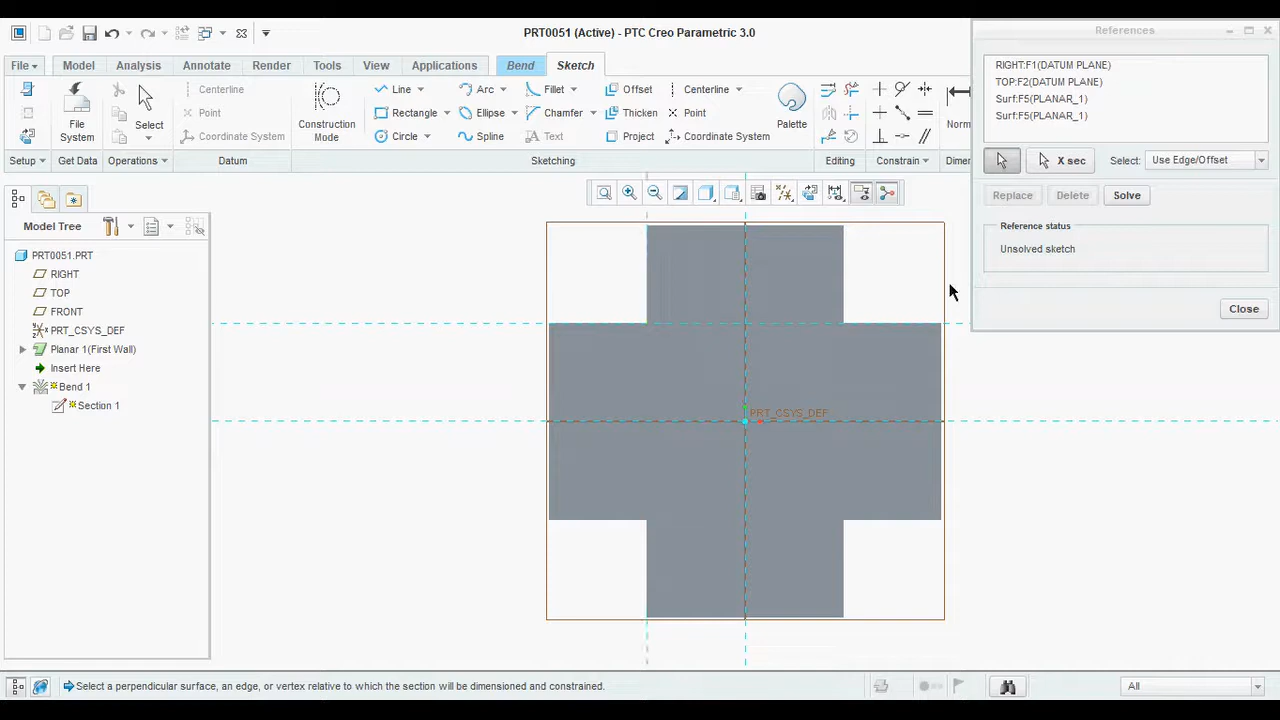 PRT0051 (Active) - PTC Creo Parametric 3.0
References
File Model Analysis Annotate Render Tools View Applications Bend Sketch
RIGHT:F1(DATUM PLANE)
TOP:F2(DATUM PLANE)
Surf:F5(PLANAR_1)
Surf:F5(PLANAR_1)
Centerline Line Arc Fillet Offset Centerline
Point Rectangle Ellipse Chamfer Thicken Point
Coordinate System Circle Spline Text Project Coordinate System
File System
Select
Construction Mode
Palette
Norm
X sec Select: Use Edge/Offset
Setup Get Data Operations Datum Sketching Editing Constrain Dimen
Replace Delete Solve
Reference status
Unsolved sketch
Close
Model Tree
PRT0051.PRT
RIGHT
TOP
FRONT
PRT_CSYS_DEF
Planar 1(First Wall)
Insert Here
Bend 1
Section 1
PRT_CSYS_DEF
Select a perpendicular surface, an edge, or vertex relative to which the section will be dimensioned and constrained.
All